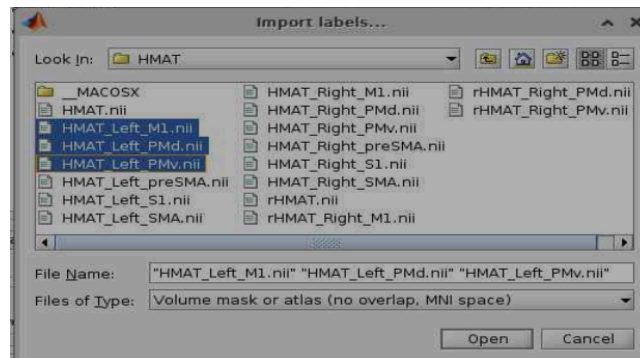 Import labels...
Look In: HMAT
__MACOSX
HMAT.nii
HMAT_Left_M1.nii
HMAT_Left_PMd.nii
HMAT_Left_PMv.nii
HMAT_Left_preSMA.nii
HMAT_Left_S1.nii
HMAT_Left_SMA.nii
HMAT_Right_M1.nii
HMAT_Right_PMd.nii
HMAT_Right_PMv.nii
HMAT_Right_preSMA.nii
HMAT_Right_S1.nii
HMAT_Right_SMA.nii
rHMAT.nii
rHMAT_Right_M1.nii
rHMAT_Right_PMd.nii
rHMAT_Right_PMv.nii
File Name: "HMAT_Left_M1.nii" "HMAT_Left_PMd.nii" "HMAT_Left_PMv.nii"
Files of Type: Volume mask or atlas (no overlap, MNI space)
Open Cancel